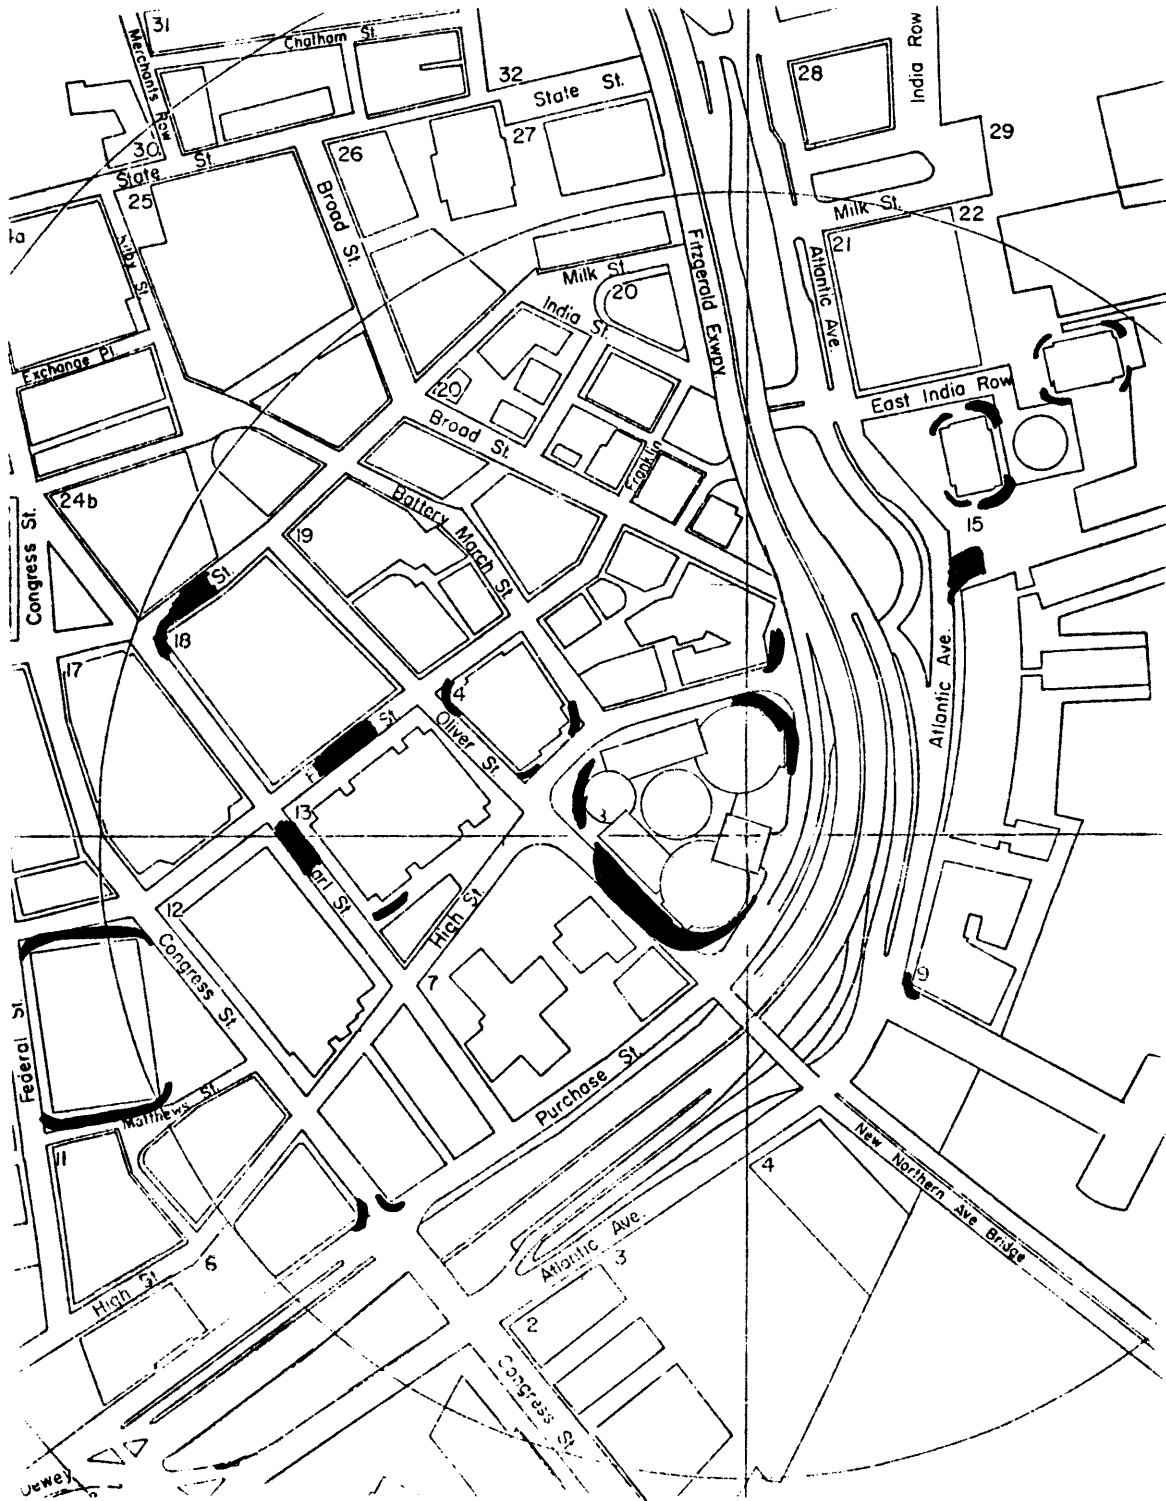 31
Merchants Row
Chatham St.
32
State St.
28
India Row
27
29
30
State St.
26
25
Broad St.
Kilby St.
Milk St.
22
21
Fitzgerald Expwy
Atlantic Ave.
Milk St.
20
India St.
Exchange Pl.
East India Row
20
Broad St.
Franklin
24b
Battery March St.
19
15
Congress St.
St.
18
17
4
Atlantic Ave.
St.
Oliver St.
13
12
High St.
Congress St.
7
9
Federal St.
Purchase St.
Matthews St.
11
New Northern Ave Bridge
4
Atlantic Ave.
3
6
High St.
2
Congress St.
Dewey